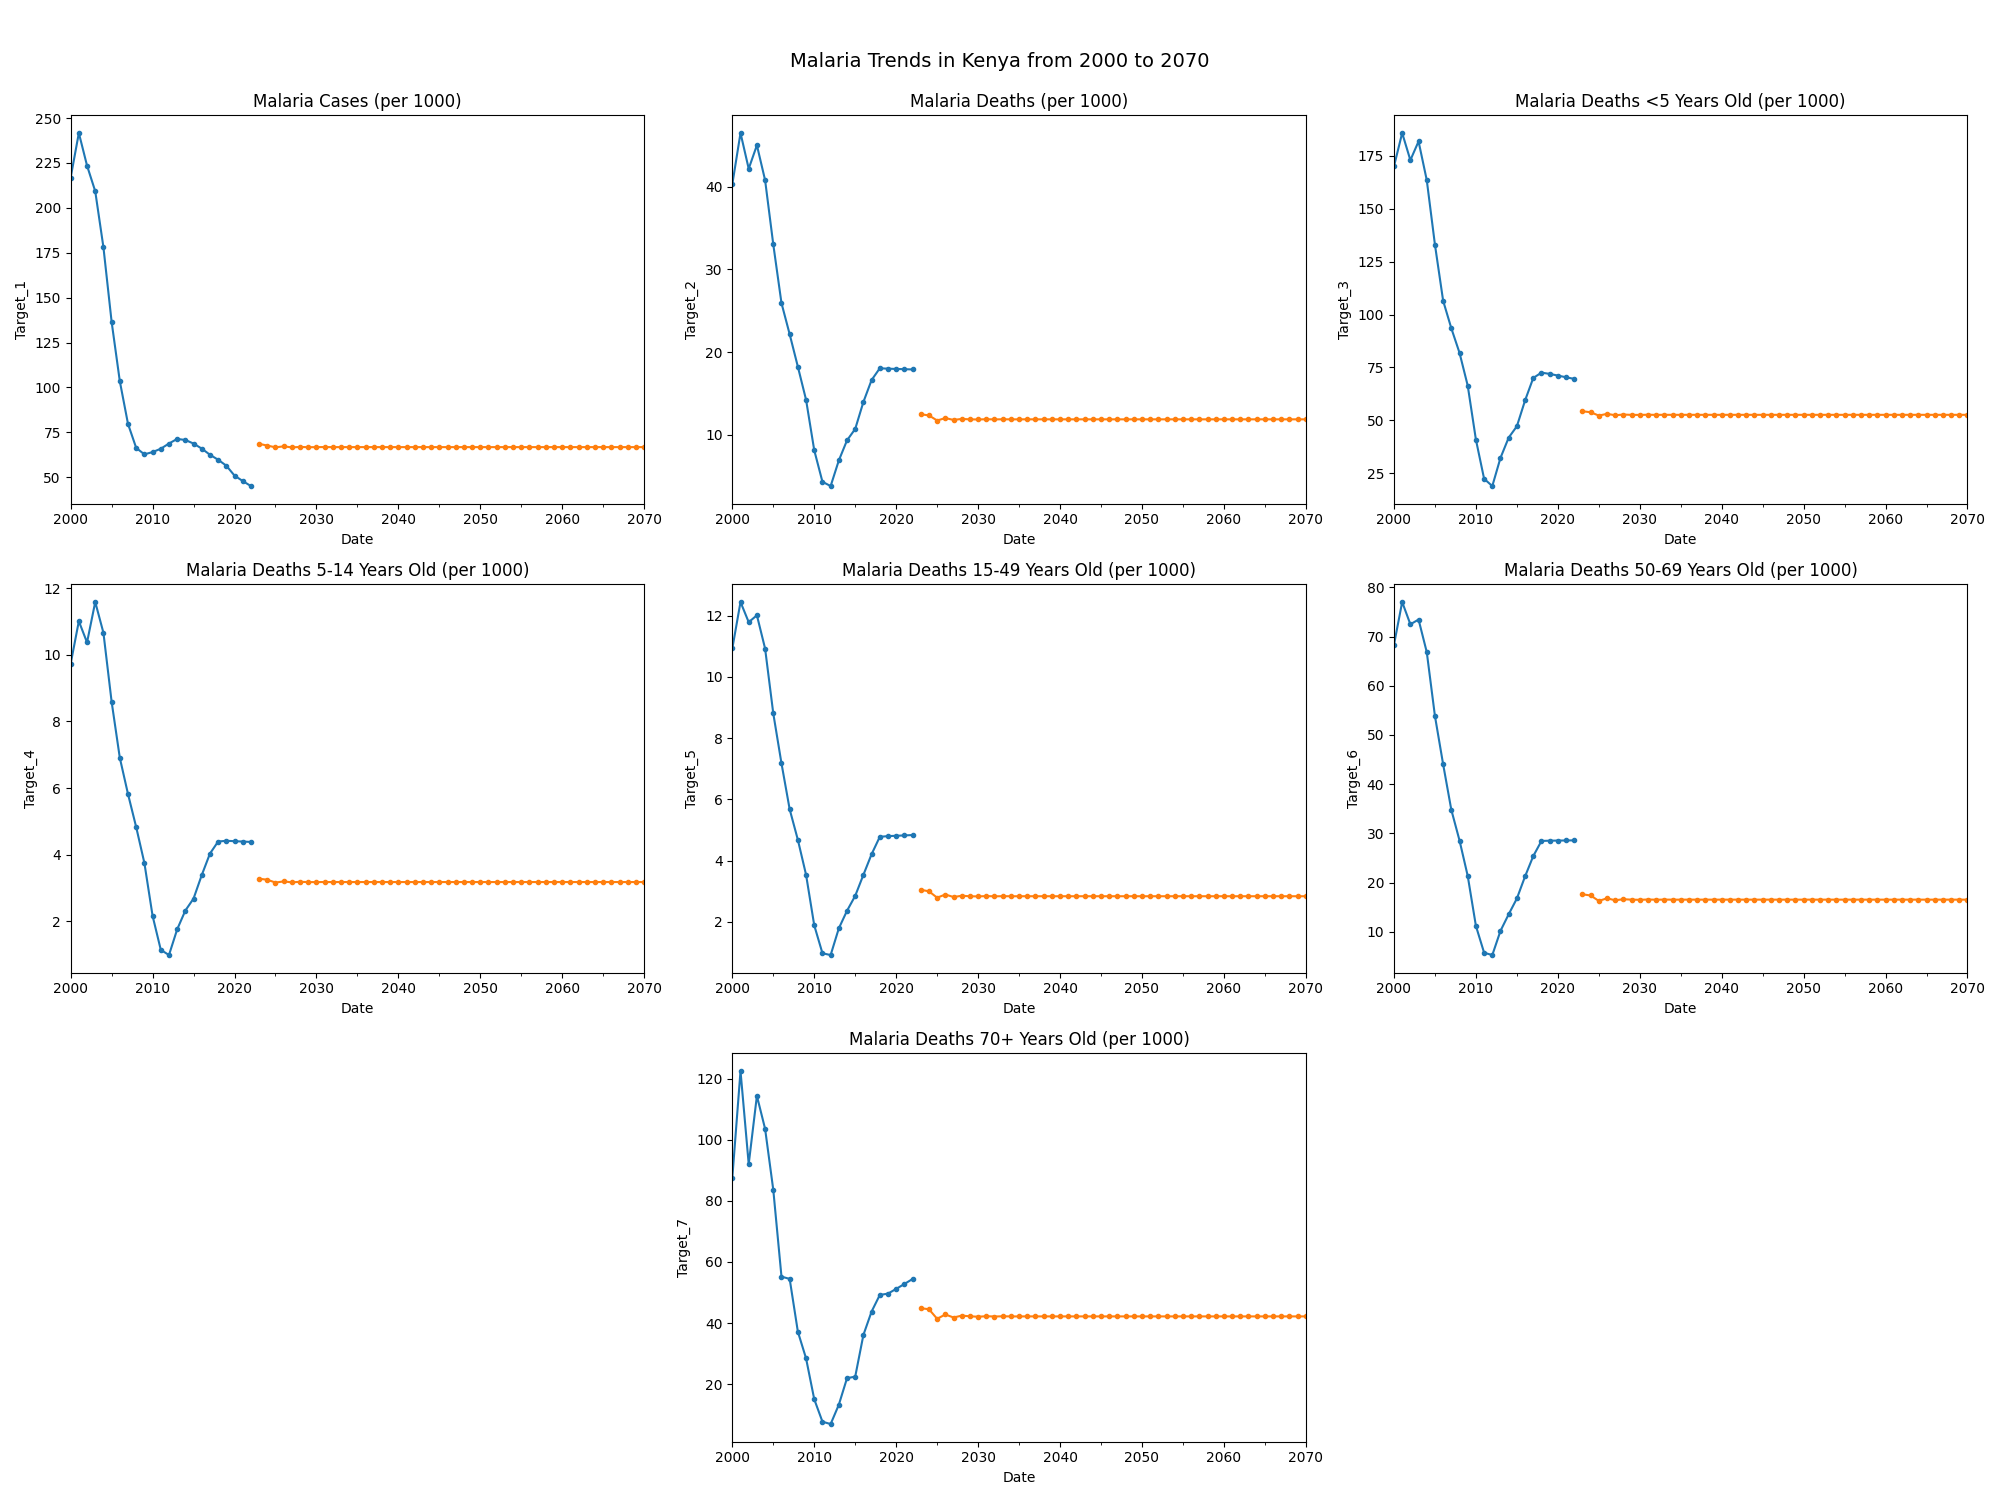 Malaria Trends in Kenya from 2000 to 2070
Malaria Cases (per 1000)
250
225
200
175
150
125
100
75
50
Target_1
2000 2010 2020 2030 2040 2050 2060 2070
Date
Malaria Deaths (per 1000)
40
30
20
10
Target_2
2000 2010 2020 2030 2040 2050 2060 2070
Date
Malaria Deaths <5 Years Old (per 1000)
175
150
125
100
75
50
25
Target_3
2000 2010 2020 2030 2040 2050 2060 2070
Date
Malaria Deaths 5-14 Years Old (per 1000)
12
10
8
6
4
2
Target_4
2000 2010 2020 2030 2040 2050 2060 2070
Date
Malaria Deaths 15-49 Years Old (per 1000)
12
10
8
6
4
2
Target_5
2000 2010 2020 2030 2040 2050 2060 2070
Date
Malaria Deaths 50-69 Years Old (per 1000)
80
70
60
50
40
30
20
10
Target_6
2000 2010 2020 2030 2040 2050 2060 2070
Date
Malaria Deaths 70+ Years Old (per 1000)
120
100
80
60
40
20
Target_7
2000 2010 2020 2030 2040 2050 2060 2070
Date